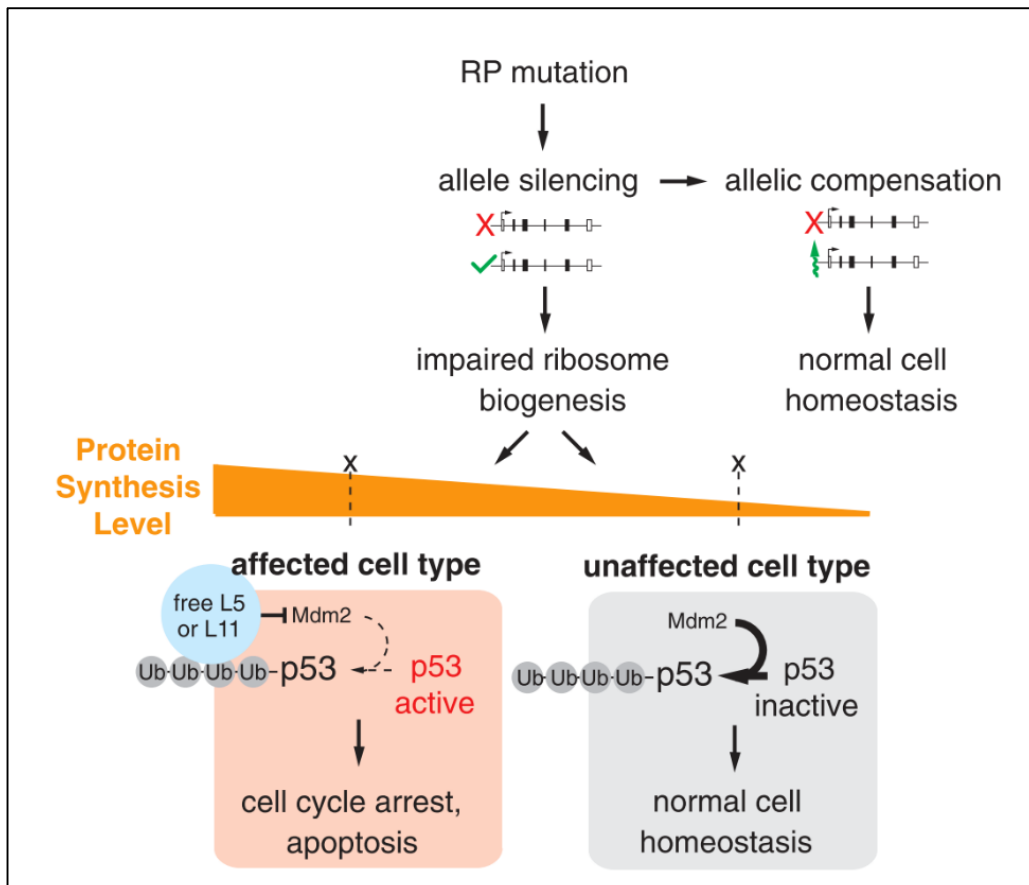 RP mutation
allele silencing
allelic compensation
X
X
impaired ribosome
biogenesis
normal cell
homeostasis
Protein
Synthesis
Level
x
x
affected cell type
unaffected cell type
free L5
or L11
Mdm2
Ub-Ub-Ub-Ub-p53
p53
active
cell cycle arrest,
apoptosis
Mdm2
Ub-Ub-Ub-Ub-p53
p53
inactive
normal cell
homeostasis